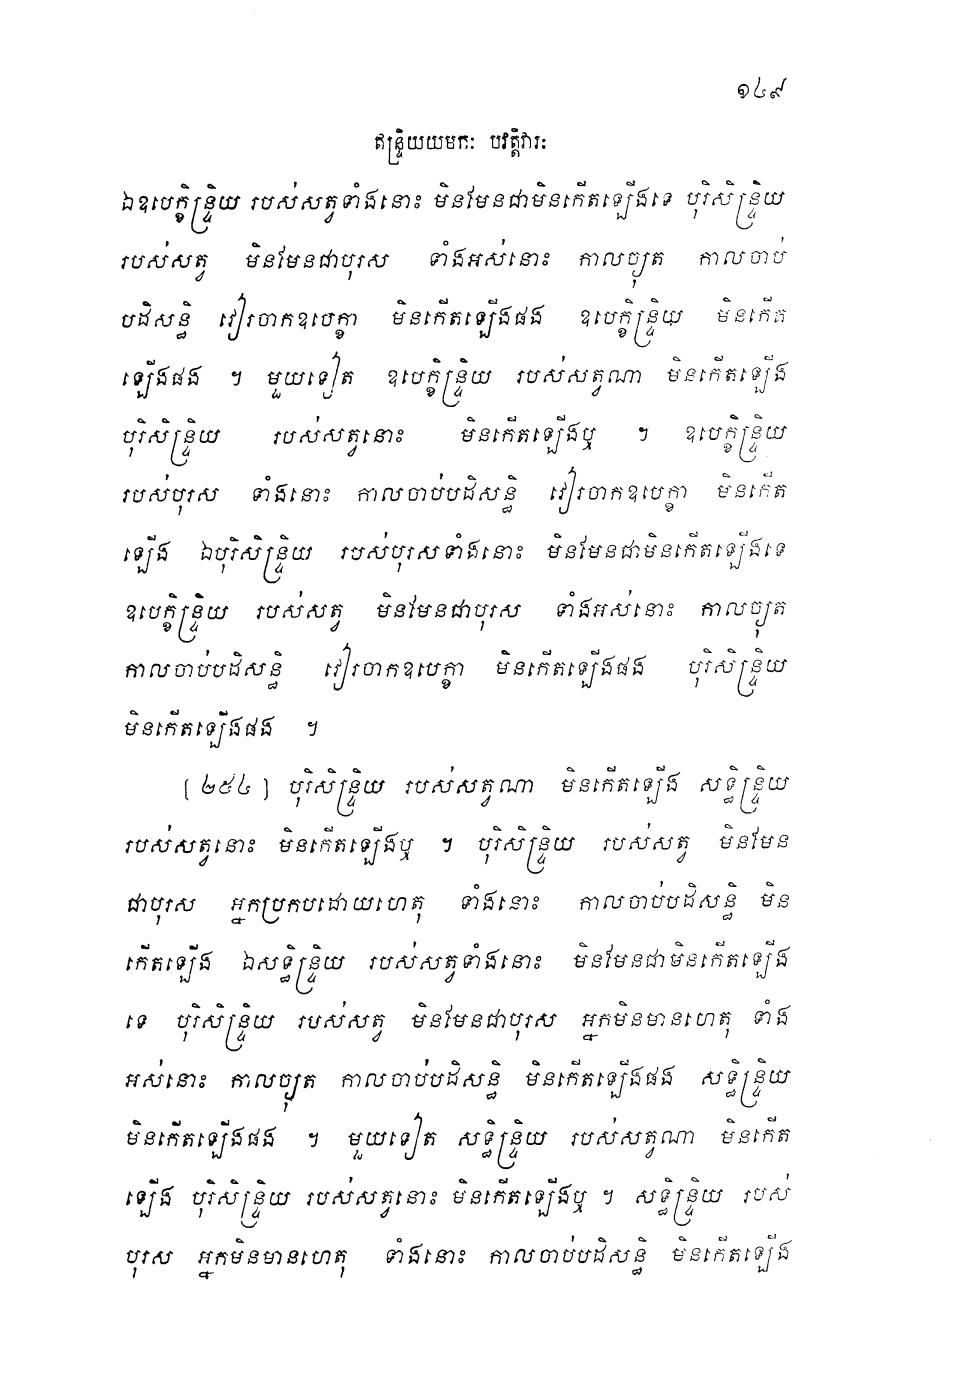 ១៤៩
ឥន្ទ្រិយយមកៈ បវត្តិវារៈ
ឯឧបេក្ខិន្ទ្រិយ របស់សត្វទាំងនោះ មិនមែនជាមិនកើតឡើងទេ បុរិសិន្ទ្រិយ
របស់សត្វ មិនមែនជាបុរស ទាំងអស់នោះ កាលច្យុត កាលចាប់
បដិសន្ធិ វៀរចាកឧបេក្ខា មិនកើតឡើងផង ឧបេក្ខិន្ទ្រិយ មិនកើត
ឡើងផង ។ មួយទៀត ឧបេក្ខិន្ទ្រិយ របស់សត្វណា មិនកើតឡើង
បុរិសិន្ទ្រិយ របស់សត្វនោះ មិនកើតឡើងឬ ។ ឧបេក្ខិន្ទ្រិយ
របស់បុរស ទាំងនោះ កាលចាប់បដិសន្ធិ វៀរចាកឧបេក្ខា មិនកើត
ឡើង ឯបុរិសិន្ទ្រិយ របស់បុរសទាំងនោះ មិនមែនជាមិនកើតឡើងទេ
ឧបេក្ខិន្ទ្រិយ របស់សត្វ មិនមែនជាបុរស ទាំងអស់នោះ កាលច្យុត
កាលចាប់បដិសន្ធិ វៀរចាកឧបេក្ខា មិនកើតឡើងផង បុរិសិន្ទ្រិយ
មិនកើតឡើងផង ។
[២៥៤] បុរិសិន្ទ្រិយ របស់សត្វណា មិនកើតឡើង សទ្ធិន្ទ្រិយ
របស់សត្វនោះ មិនកើតឡើងឬ ។ បុរិសិន្ទ្រិយ របស់សត្វ មិនមែន
ជាបុរស អ្នកប្រកបដោយហេតុ ទាំងនោះ កាលចាប់បដិសន្ធិ មិន
កើតឡើង ឯសទ្ធិន្ទ្រិយ របស់សត្វទាំងនោះ មិនមែនជាមិនកើតឡើង
ទេ បុរិសិន្ទ្រិយ របស់សត្វ មិនមែនជាបុរស អ្នកមិនមានហេតុ ទាំង
អស់នោះ កាលច្យុត កាលចាប់បដិសន្ធិ មិនកើតឡើងផង សទ្ធិន្ទ្រិយ
មិនកើតឡើងផង ។ មួយទៀត សទ្ធិន្ទ្រិយ របស់សត្វណា មិនកើត
ឡើង បុរិសិន្ទ្រិយ របស់សត្វនោះ មិនកើតឡើងឬ ។ សទ្ធិន្ទ្រិយ របស់
បុរស អ្នកមិនមានហេតុ ទាំងនោះ កាលចាប់បដិសន្ធិ មិនកើតឡើង